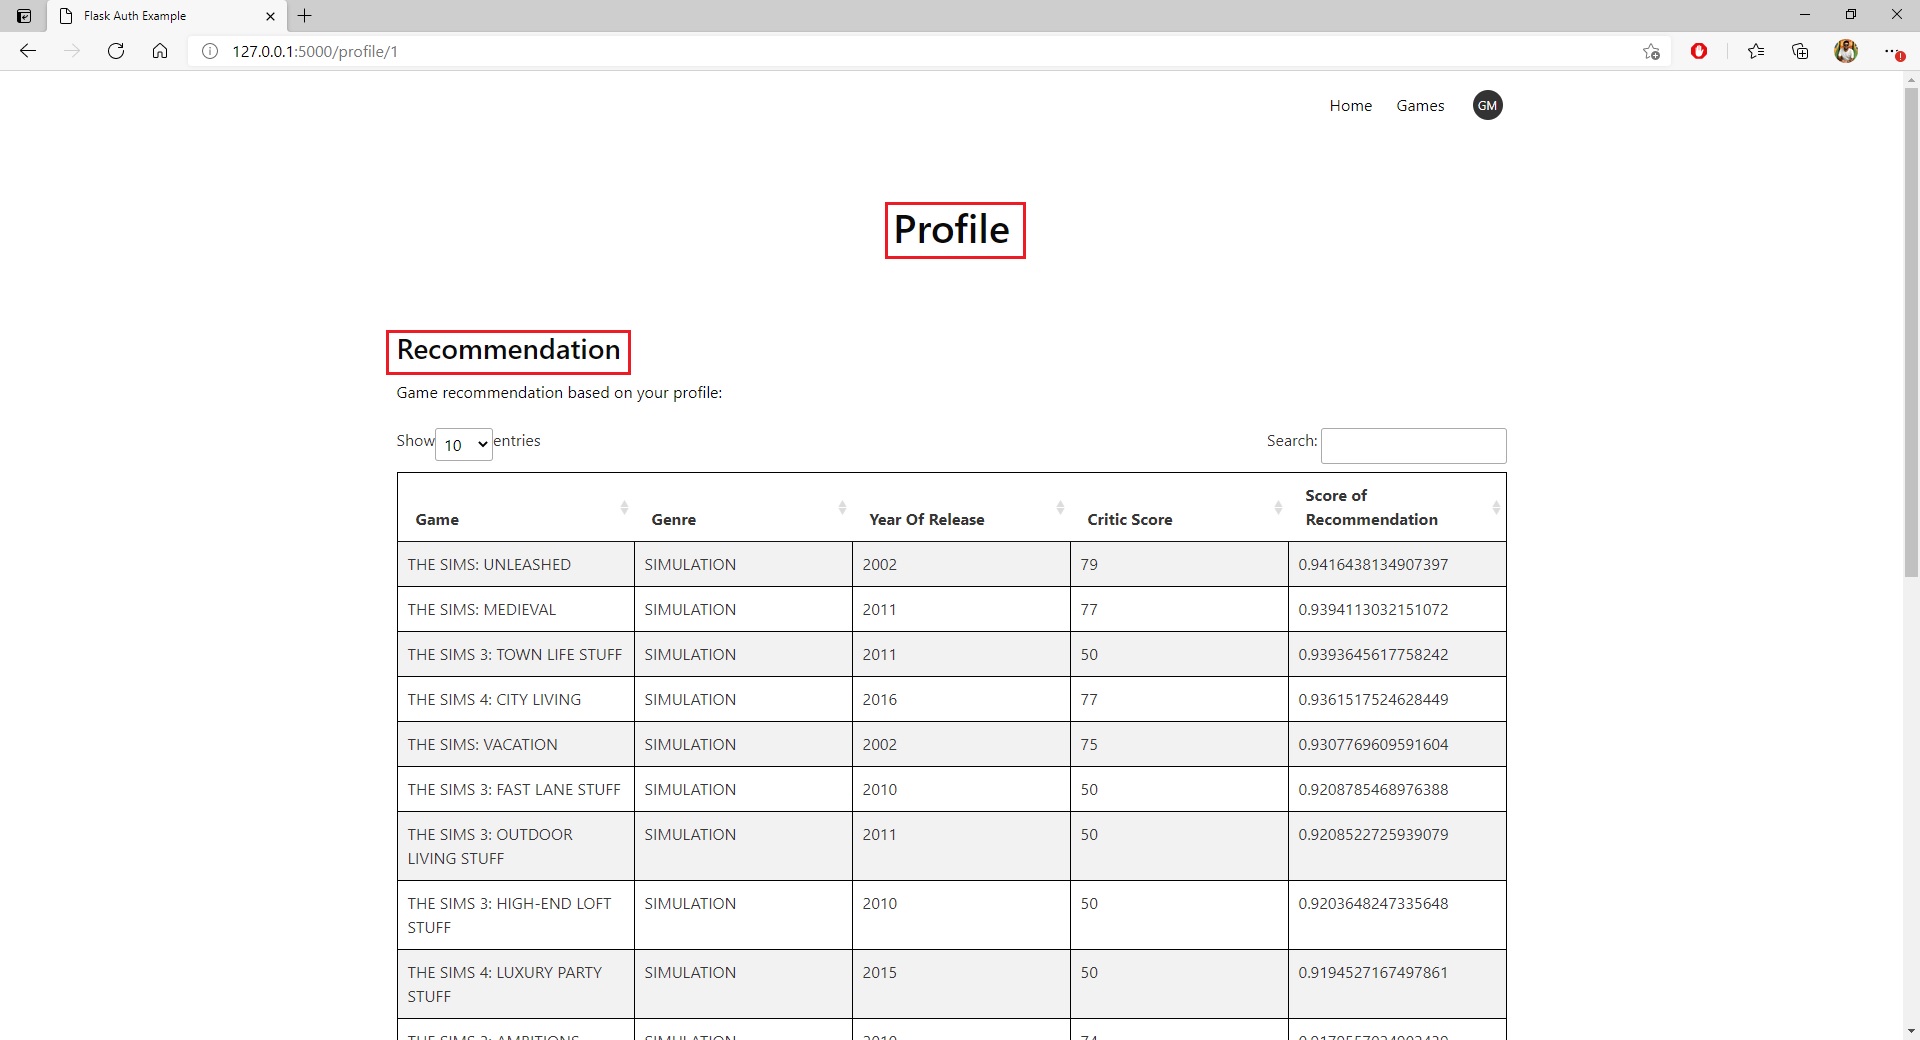 Flask Auth Example
127.0.0.1:5000/profile/1
Home Games GM
Profile
Recommendation
Game recommendation based on your profile:
Show 10 entries Search:
Game Genre Year Of Release Critic Score Score of Recommendation
THE SIMS: UNLEASHED SIMULATION 2002 79 0.9416438134907397
THE SIMS: MEDIEVAL SIMULATION 2011 77 0.9394113032151072
THE SIMS 3: TOWN LIFE STUFF SIMULATION 2011 50 0.9393645617758242
THE SIMS 4: CITY LIVING SIMULATION 2016 77 0.9361517524628449
THE SIMS: VACATION SIMULATION 2002 75 0.9307769609591604
THE SIMS 3: FAST LANE STUFF SIMULATION 2010 50 0.9208785468976388
THE SIMS 3: OUTDOOR LIVING STUFF SIMULATION 2011 50 0.9208522725939079
THE SIMS 3: HIGH-END LOFT STUFF SIMULATION 2010 50 0.9203648247335648
THE SIMS 4: LUXURY PARTY STUFF SIMULATION 2015 50 0.9194527167497861